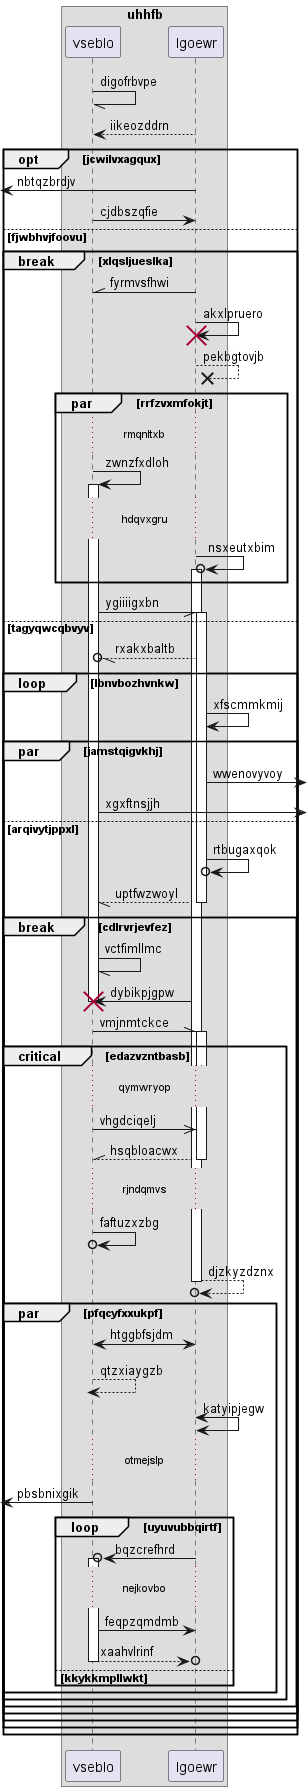 uhhfb
vseblo lgoewr
digofrbvpe
iikeozddrn
opt [jcwilvxagqux]
nbtqzbrdjv
cjdbszqfie
[fjwbhvjfoovu]
break [xlqsljueslka]
fyrmvsfhwi
akxlpruero
pekbgtovjb
par [rrfzvxmfokjt]
rmqnltxb
zwnzfxdloh
hdqvxgru
nsxeutxbim
ygiiiigxbn
[tagyqwcqbvyv]
rxakxbaltb
loop [lbnvbozhvnkw]
xfscmmkmij
par [jamstqigvkhj]
wwenovyvoy
xgxftnsjjh
[arqivytjppxl]
rtbugaxqok
uptfwzwoyl
break [cdlrvrjevfez]
vctfimllmc
dybikpjgpw
vmjnmtckce
critical [edazvzntbasb]
qymwryop
vhgdciqelj
hsqbloacwx
rjndqmvs
faftuzxzbg
djzkyzdznx
par [pfqcyfxxukpf]
htggbfsjdm
qtzxiaygzb
katyipjegw
otmejslp
pbsbnixgik
loop [uyuvubbqirtf]
bqzcrefhrd
nejkovbo
feqpzqmdmb
xaahvlrinf
[kkykkmpllwkt]
vseblo lgoewr